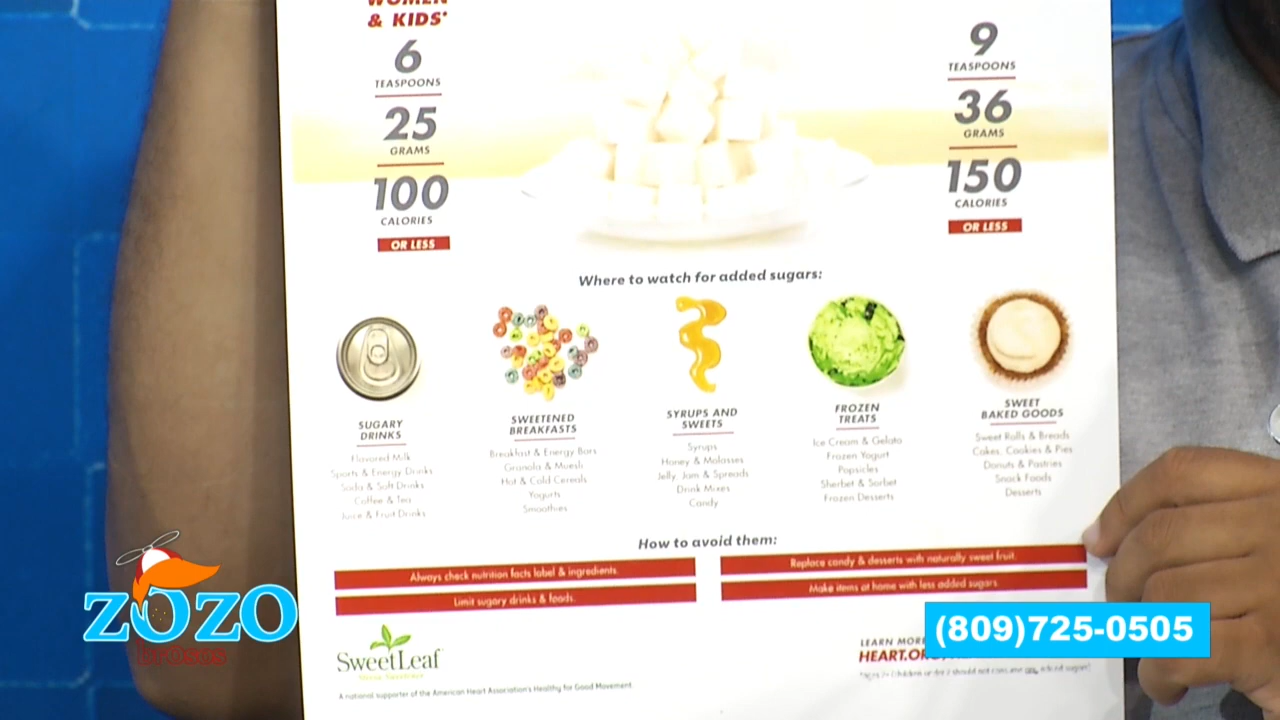 WOMEN
& KIDS*
6
TEASPOONS
25
GRAMS
100
CALORIES
OR LESS
9
TEASPOONS
36
GRAMS
150
CALORIES
OR LESS
Where to watch for added sugars:
SUGARY
DRINKS
Flavored Milk
Sports & Energy Drinks
Soda & Soft Drinks
Coffee & Tea
Juice & Fruit Drinks
SWEETENED
BREAKFASTS
Breakfast & Energy Bars
Granola & Muesli
Hot & Cold Cereals
Yogurts
Smoothies
SYRUPS AND
SWEETS
Syrups
Honey & Molasses
Jelly, Jam & Spreads
Drink Mixes
Candy
FROZEN
TREATS
Ice Cream & Gelato
Frozen Yogurt
Popsicles
Sherbet & Sorbet
Frozen Desserts
SWEET
BAKED GOODS
Sweet Rolls & Breads
Cakes, Cookies & Pies
Donuts & Pastries
Snack Foods
Desserts
How to avoid them:
Always check nutrition facts label & ingredients.
Limit sugary drinks & foods.
Replace candy & desserts with naturally sweet fruit.
Make items at home with less added sugars.
SweetLeaf
Stevia Sweetener
A national supporter of the American Heart Association's Healthy for Good Movement.
LEARN MORE
HEART.ORG
ZOZO
(809)725-0505